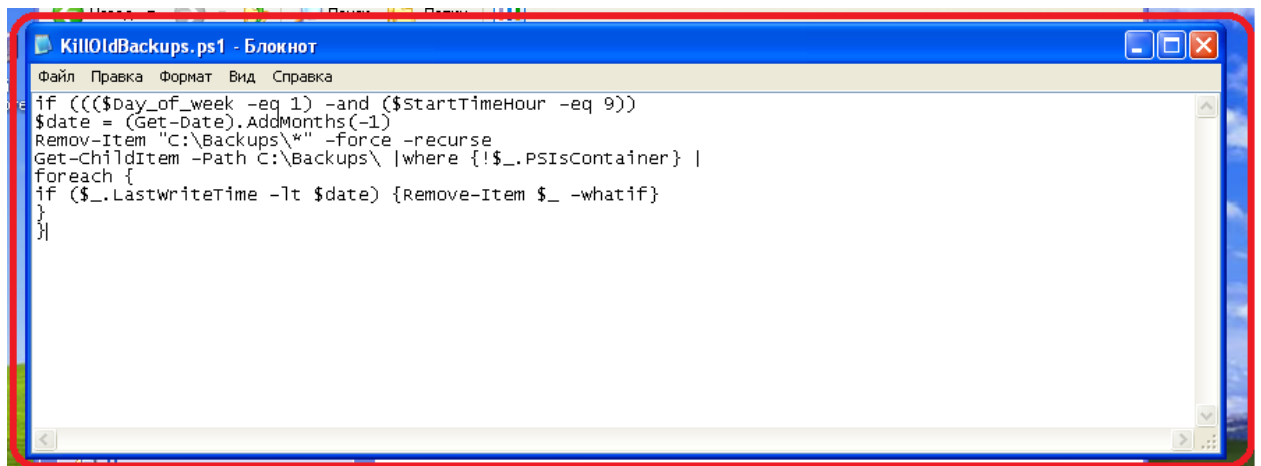 KillOldBackups.ps1 - Блокнот
Файл Правка Формат Вид Справка
if ((($Day_of_week -eq 1) -and ($StartTimeHour -eq 9))
$date = (Get-Date).AddMonths(-1)
Remov-Item "C:\Backups\*" -force -recurse
Get-ChildItem -Path C:\Backups\ |where {!$_.PSIsContainer} |
foreach {
if ($_.LastWriteTime -lt $date) {Remove-Item $_ -whatif}
}
}